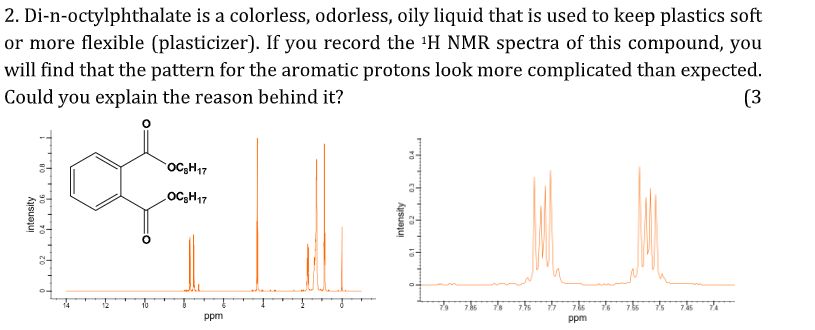 2. Di-n-octylphthalate is a colorless, odorless, oily liquid that is used to keep plastics soft
or more flexible (plasticizer). If you record the ¹H NMR spectra of this compound, you
will find that the pattern for the aromatic protons look more complicated than expected.
Could you explain the reason behind it? (3
O
OC₈H₁₇
OC₈H₁₇
O
intensity
0 0.2 0.4 0.6 0.8 1
14 12 10 8 6 4 2 0
ppm
intensity
0 0.1 0.2 0.3 0.4
7.9 7.85 7.8 7.75 7.7 7.65 7.6 7.55 7.5 7.45 7.4
ppm